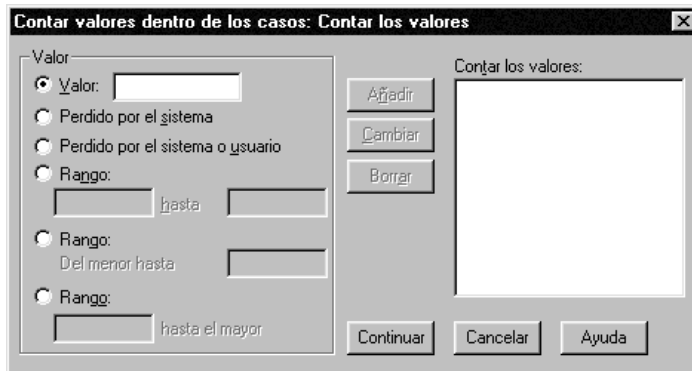 Contar valores dentro de los casos: Contar los valores
Valor
Valor:
Perdido por el sistema
Perdido por el sistema o usuario
Rango:
hasta
Rango:
Del menor hasta
Rango:
hasta el mayor
Añadir
Cambiar
Borrar
Contar los valores:
Continuar
Cancelar
Ayuda